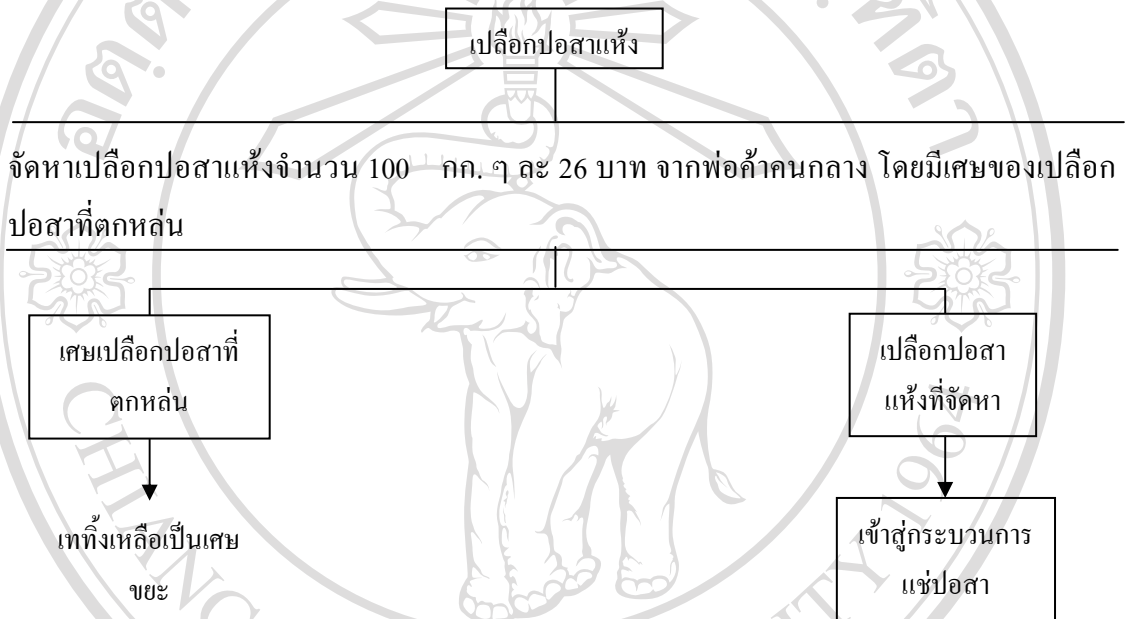 เปลือกปอสาแห้ง
จัดหาเปลือกปอสาแห้งจำนวน 100 กก. ๆ ละ 26 บาท จากพ่อค้าคนกลาง โดยมีเศษของเปลือก
ปอสาที่ตกหล่น
เศษเปลือกปอสาที่
ตกหล่น
เปลือกปอสา
แห้งที่จัดหา
เททิ้งเหลือเป็นเศษ
ขยะ
เข้าสู่กระบวนการ
แช่ปอสา